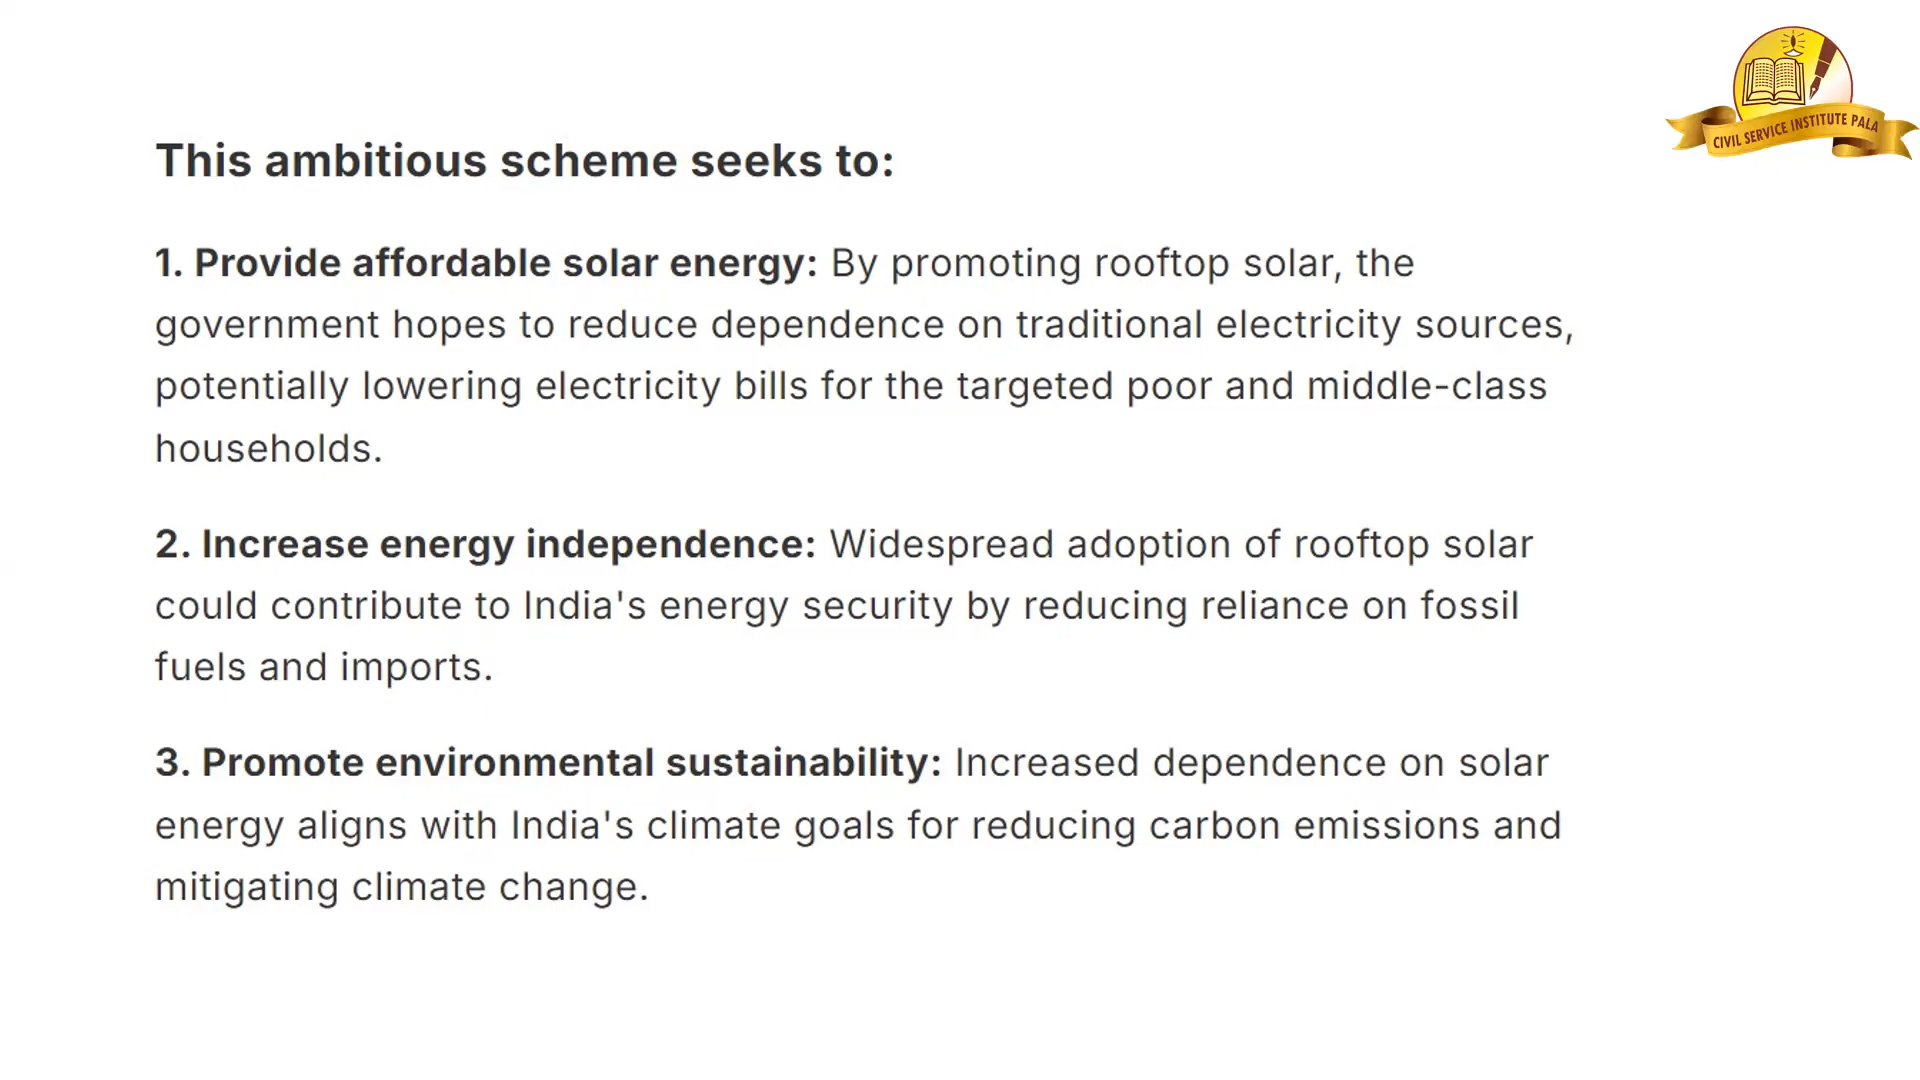 CIVIL SERVICE INSTITUTE PALA
This ambitious scheme seeks to:
1. Provide affordable solar energy: By promoting rooftop solar, the
government hopes to reduce dependence on traditional electricity sources,
potentially lowering electricity bills for the targeted poor and middle-class
households.
2. Increase energy independence: Widespread adoption of rooftop solar
could contribute to India's energy security by reducing reliance on fossil
fuels and imports.
3. Promote environmental sustainability: Increased dependence on solar
energy aligns with India's climate goals for reducing carbon emissions and
mitigating climate change.